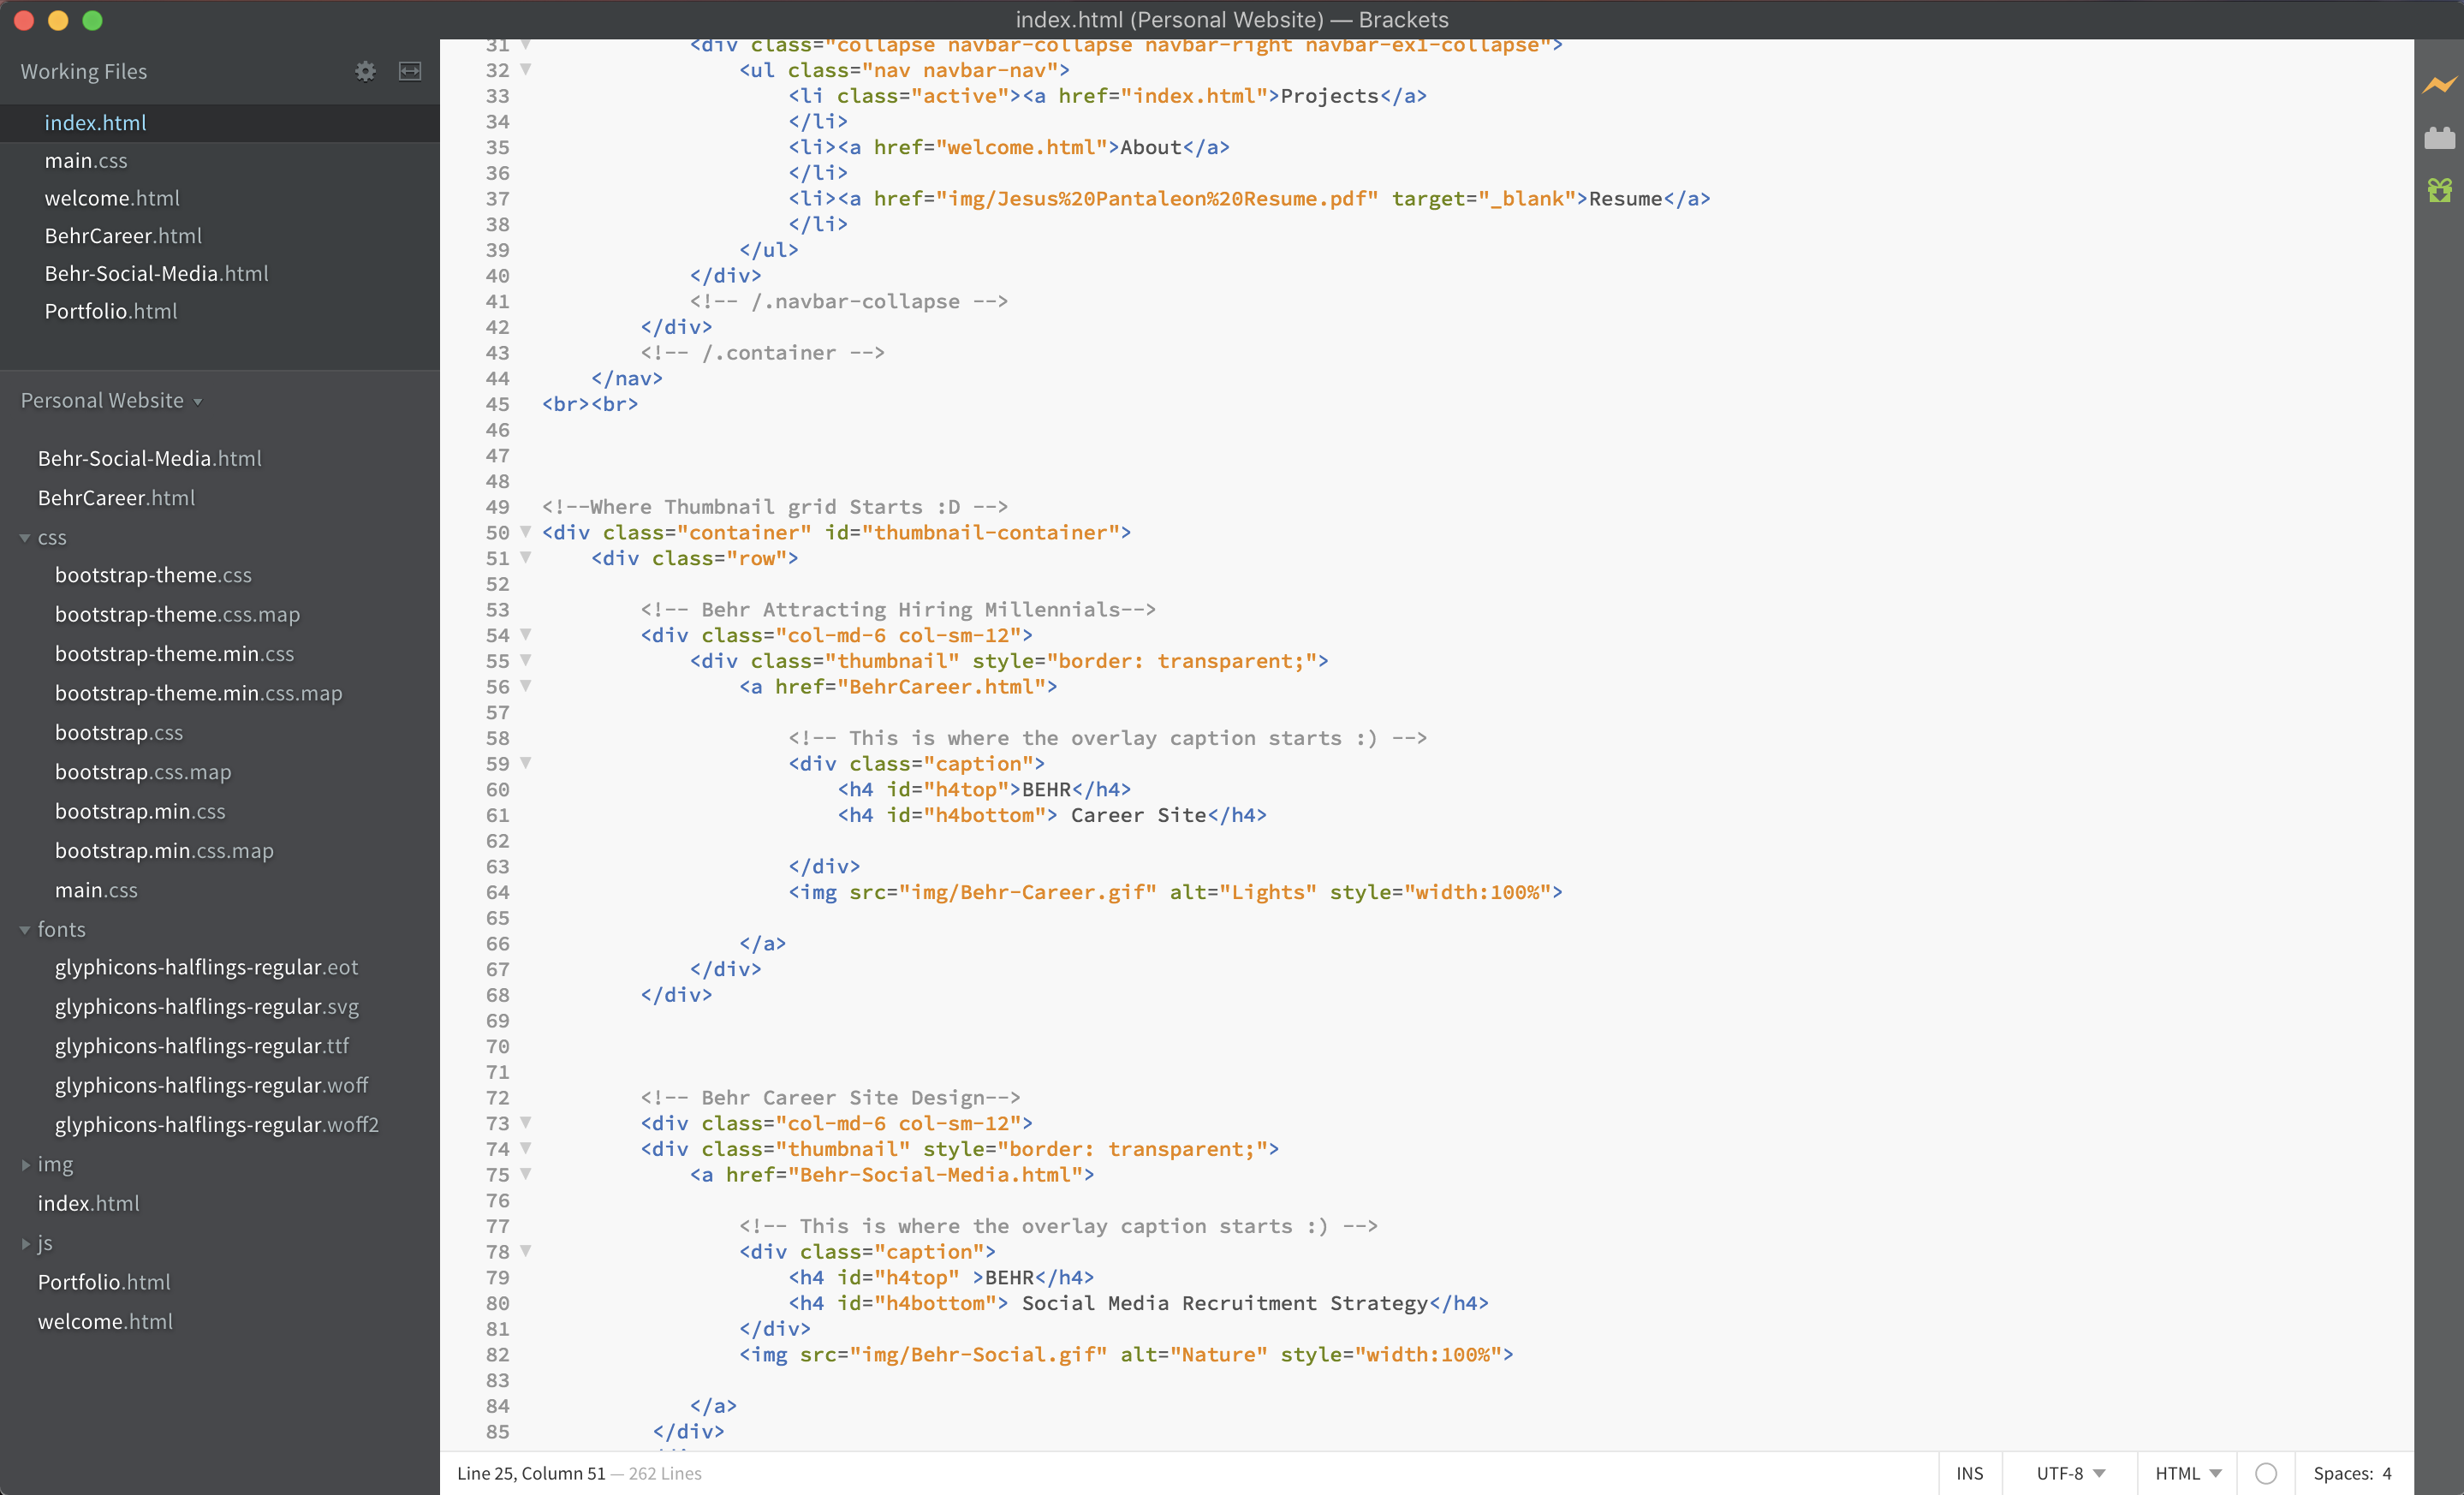 index.html (Personal Website) — Brackets
Working Files
index.html
main.css
welcome.html
BehrCareer.html
Behr-Social-Media.html
Portfolio.html
Personal Website
Behr-Social-Media.html
BehrCareer.html
css
bootstrap-theme.css
bootstrap-theme.css.map
bootstrap-theme.min.css
bootstrap-theme.min.css.map
bootstrap.css
bootstrap.css.map
bootstrap.min.css
bootstrap.min.css.map
main.css
fonts
glyphicons-halflings-regular.eot
glyphicons-halflings-regular.svg
glyphicons-halflings-regular.ttf
glyphicons-halflings-regular.woff
glyphicons-halflings-regular.woff2
img
index.html
js
Portfolio.html
welcome.html
31 <div class="collapse navbar-collapse navbar-right navbar-ex1-collapse">
32 <ul class="nav navbar-nav">
33 <li class="active"><a href="index.html">Projects</a>
34 </li>
35 <li><a href="welcome.html">About</a>
36 </li>
37 <li><a href="img/Jesus%20Pantaleon%20Resume.pdf" target="_blank">Resume</a>
38 </li>
39 </ul>
40 </div>
41 <!-- /.navbar-collapse -->
42 </div>
43 <!-- /.container -->
44 </nav>
45 <br><br>
46
47
48
49 <!--Where Thumbnail grid Starts :D -->
50 <div class="container" id="thumbnail-container">
51 <div class="row">
52
53 <!-- Behr Attracting Hiring Millennials-->
54 <div class="col-md-6 col-sm-12">
55 <div class="thumbnail" style="border: transparent;">
56 <a href="BehrCareer.html">
57
58 <!-- This is where the overlay caption starts :) -->
59 <div class="caption">
60 <h4 id="h4top">BEHR</h4>
61 <h4 id="h4bottom"> Career Site</h4>
62
63 </div>
64 <img src="img/Behr-Career.gif" alt="Lights" style="width:100%">
65
66 </a>
67 </div>
68 </div>
69
70
71
72 <!-- Behr Career Site Design-->
73 <div class="col-md-6 col-sm-12">
74 <div class="thumbnail" style="border: transparent;">
75 <a href="Behr-Social-Media.html">
76
77 <!-- This is where the overlay caption starts :) -->
78 <div class="caption">
79 <h4 id="h4top" >BEHR</h4>
80 <h4 id="h4bottom"> Social Media Recruitment Strategy</h4>
81 </div>
82 <img src="img/Behr-Social.gif" alt="Nature" style="width:100%">
83
84 </a>
85 </div>
Line 25, Column 51 — 262 Lines
INS
UTF-8
HTML
Spaces: 4